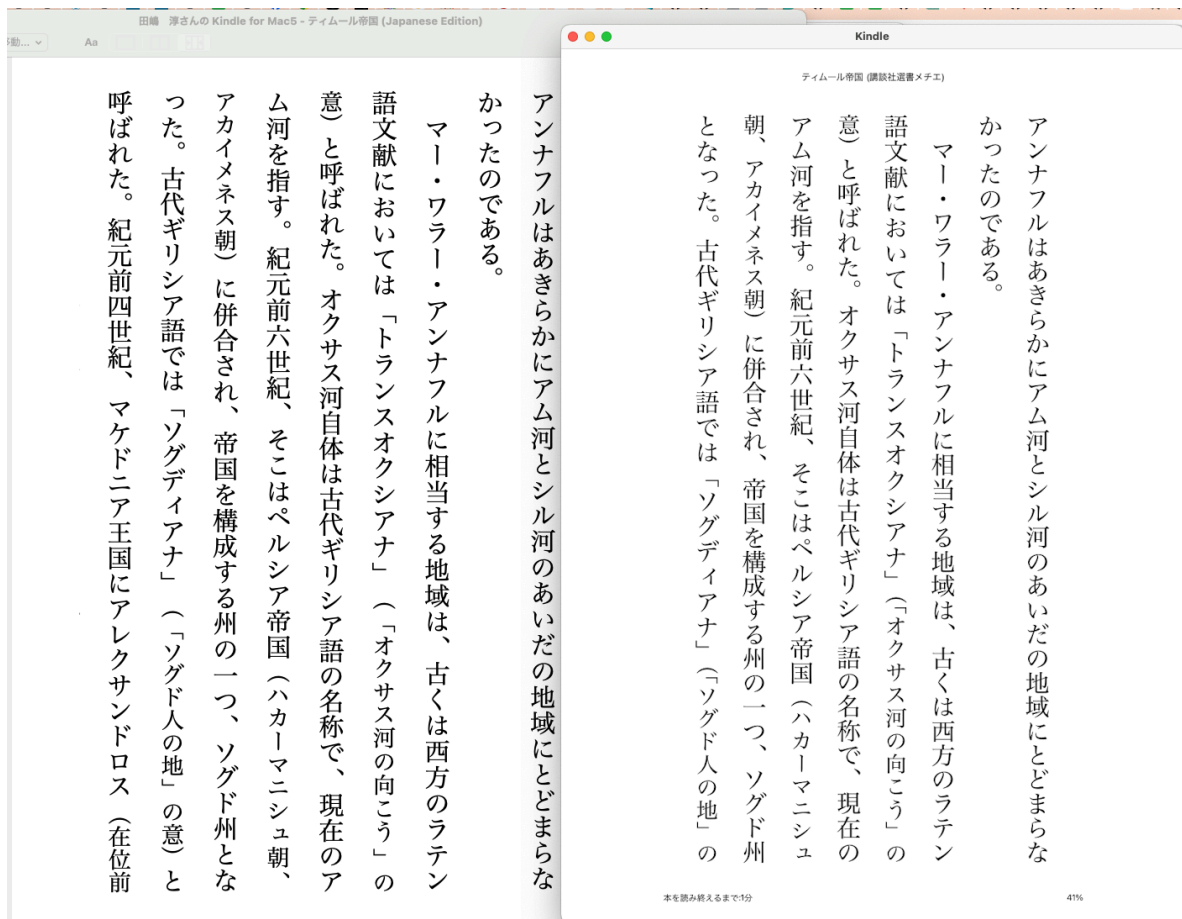 田嶋　淳さんの Kindle for Mac5 - ティムール帝国 (Japanese Edition)
移動...
Aa
アンナフルはあきらかにアム河とシル河のあいだの地域にとどまらな
かったのである。
マー・ワラー・アンナフルに相当する地域は、古くは西方のラテン
語文献においては「トランスオクシアナ」（「オクサス河の向こう」の
意）と呼ばれた。オクサス河自体は古代ギリシア語の名称で、現在のア
ム河を指す。紀元前六世紀、そこはペルシア帝国（ハカーマニシュ朝、
アカイメネス朝）に併合され、帝国を構成する州の一つ、ソグド州とな
った。古代ギリシア語では「ソグディアナ」（「ソグド人の地」の意）と
呼ばれた。紀元前四世紀、マケドニア王国にアレクサンドロス（在位前
Kindle
ティムール帝国 (講談社選書メチエ)
アンナフルはあきらかにアム河とシル河のあいだの地域にとどまらな
かったのである。
マー・ワラー・アンナフルに相当する地域は、古くは西方のラテン
語文献においては「トランスオクシアナ」（「オクサス河の向こう」の
意）と呼ばれた。オクサス河自体は古代ギリシア語の名称で、現在の
アム河を指す。紀元前六世紀、そこはペルシア帝国（ハカーマニシュ
朝、アカイメネス朝）に併合され、帝国を構成する州の一つ、ソグド州
となった。古代ギリシア語では「ソグディアナ」（「ソグド人の地」の
本を読み終えるまで:1分
41%